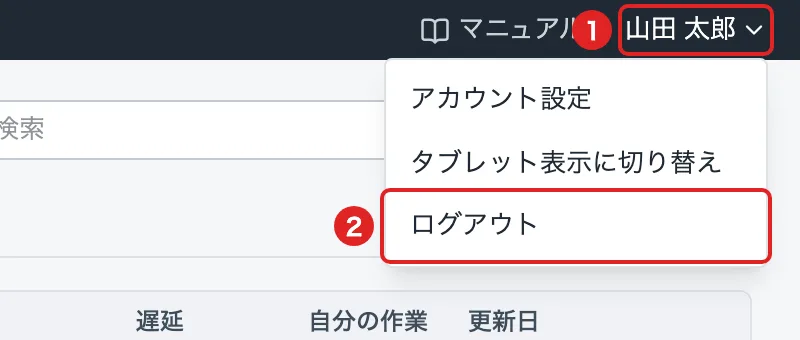 マニュアル 1 山田 太郎
アカウント設定
検索
タブレット表示に切り替え
2 ログアウト
遅延 自分の作業 更新日